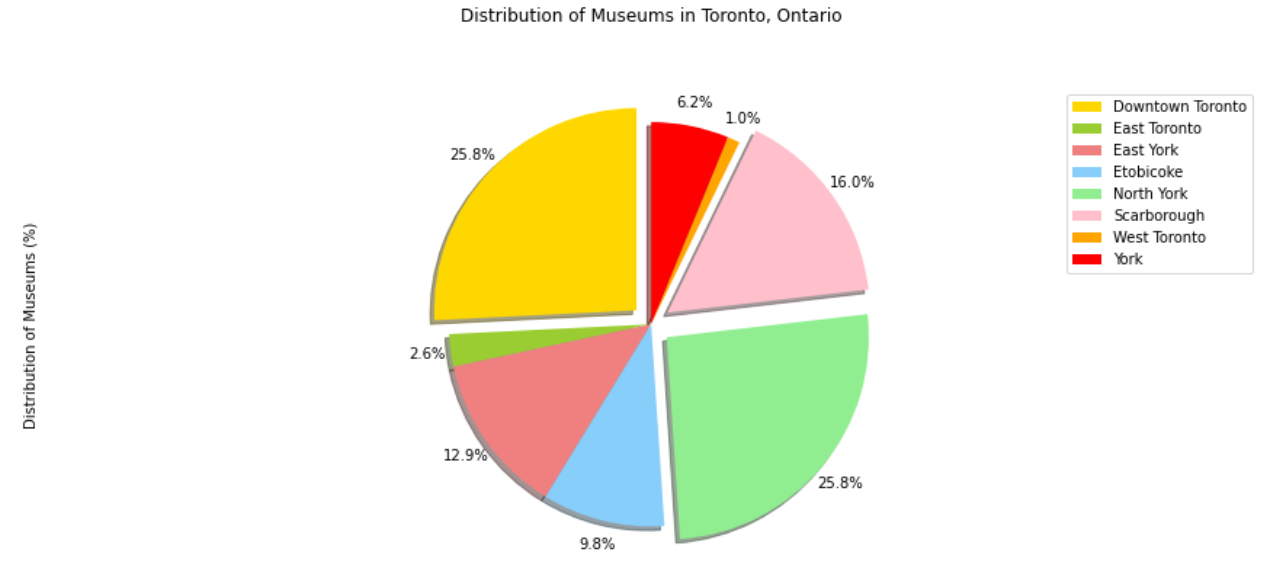 Distribution of Museums in Toronto, Ontario
6.2%
1.0%
25.8%
16.0%
2.6%
12.9%
25.8%
9.8%
Distribution of Museums (%)
Downtown Toronto
East Toronto
East York
Etobicoke
North York
Scarborough
West Toronto
York